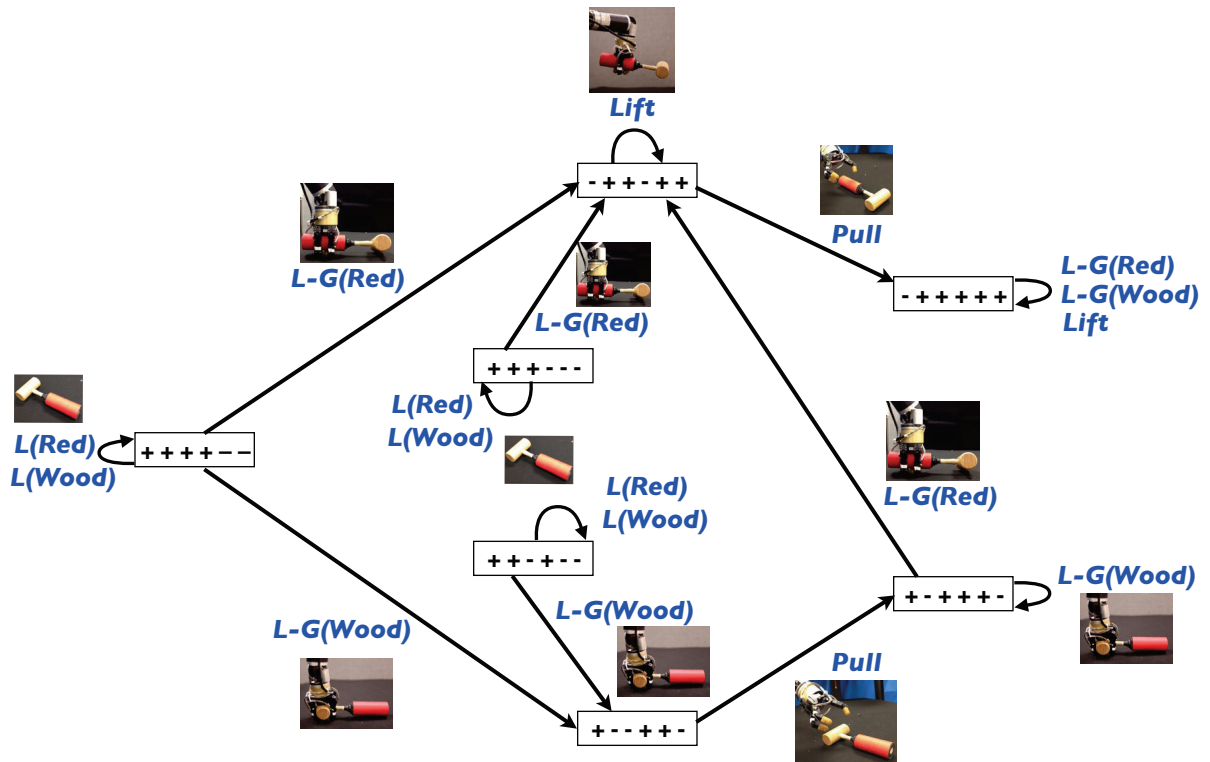 Lift
- + + - + +
L-G(Red)
Pull
L-G(Red)
L-G(Wood)
Lift
- + + + + +
L-G(Red)
+ + + - - -
L(Red)
L(Wood)
L(Red)
L(Wood)
+ + + + – –
L-G(Red)
L(Red)
L(Wood)
+ + - + - -
L-G(Wood)
+ - + + + -
L-G(Wood)
L-G(Wood)
Pull
+ - - + + -